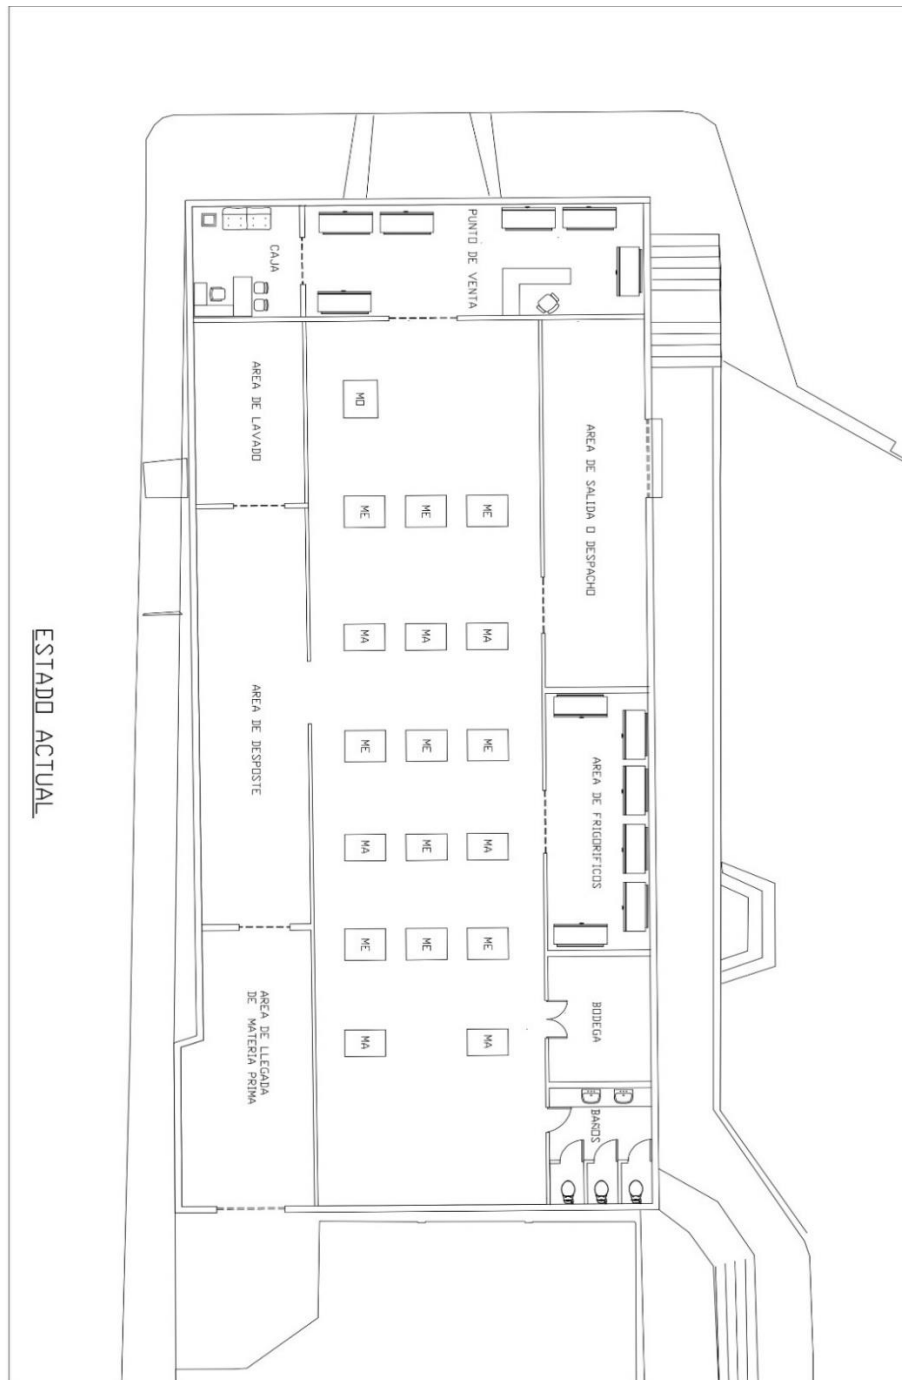 PUNTO DE VENTA
CAJA
AREA DE LAVADO
MO
AREA DE SALIDA O DESPACHO
ME
ME
ME
MA
MA
MA
ESTADO ACTUAL
AREA DE DESPOSTE
ME
ME
ME
AREA DE FRIGORIFICOS
MA
ME
MA
ME
ME
ME
AREA DE LLEGADA
DE MATERIA PRIMA
BODEGA
MA
MA
BAÑOS